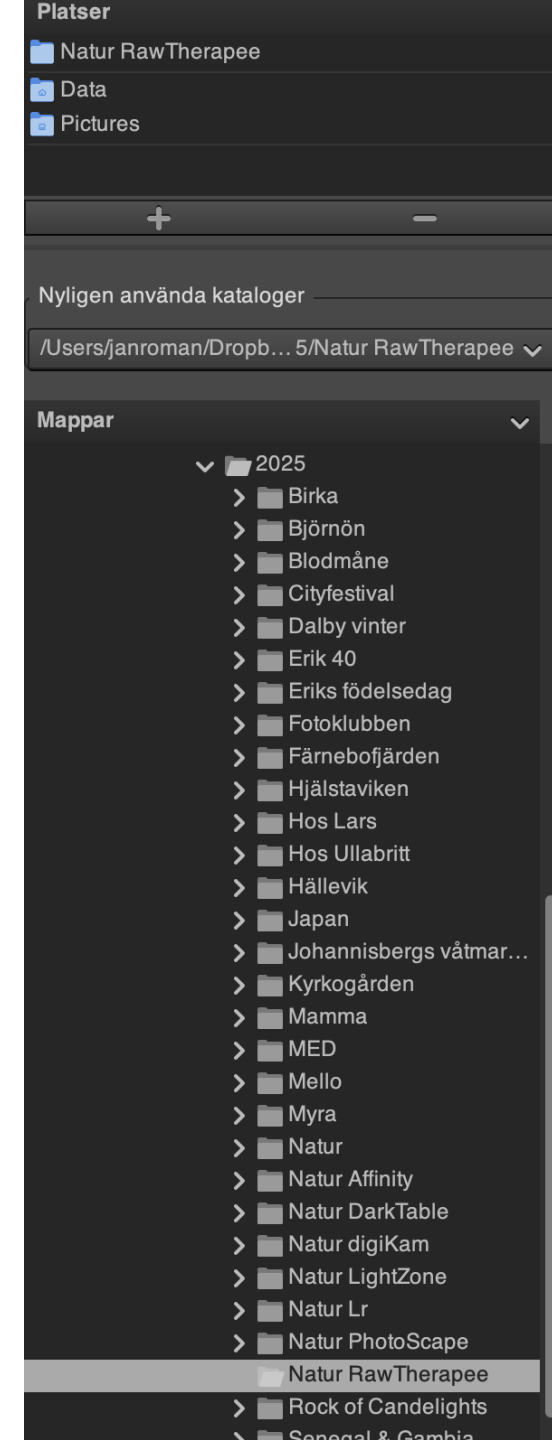 Platser
Natur RawTherapee
Data
Pictures
Nyligen använda kataloger
/Users/janroman/Dropb… 5/Natur RawTherapee
Mappar
2025
Birka
Björnön
Blodmåne
Cityfestival
Dalby vinter
Erik 40
Eriks födelsedag
Fotoklubben
Färnebofjärden
Hjälstaviken
Hos Lars
Hos Ullabritt
Hällevik
Japan
Johannisbergs våtmar…
Kyrkogården
Mamma
MED
Mello
Myra
Natur
Natur Affinity
Natur DarkTable
Natur digiKam
Natur LightZone
Natur Lr
Natur PhotoScape
Natur RawTherapee
Rock of Candelights
Senegal & Gambia